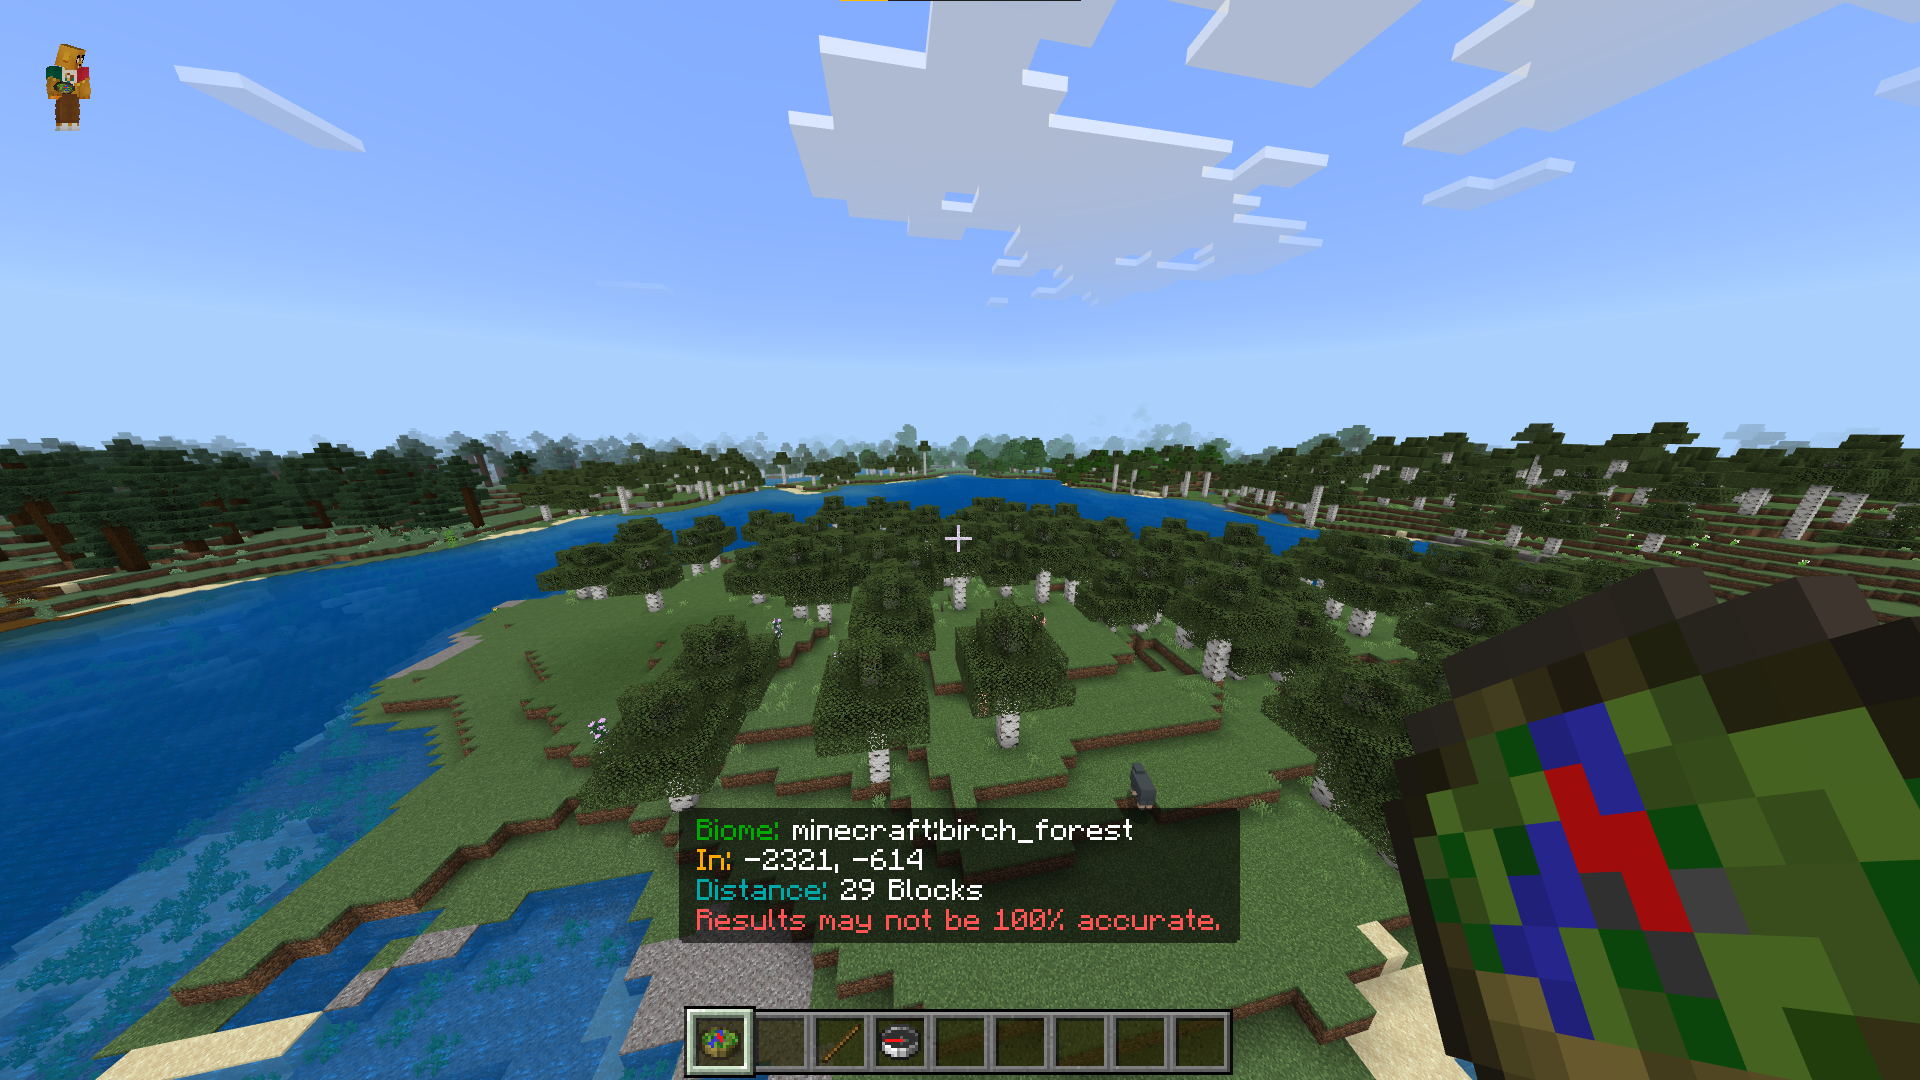 Biome: minecraft:birch_forest
In: -2321, -614
Distance: 29 Blocks
Results may not be 100% accurate.